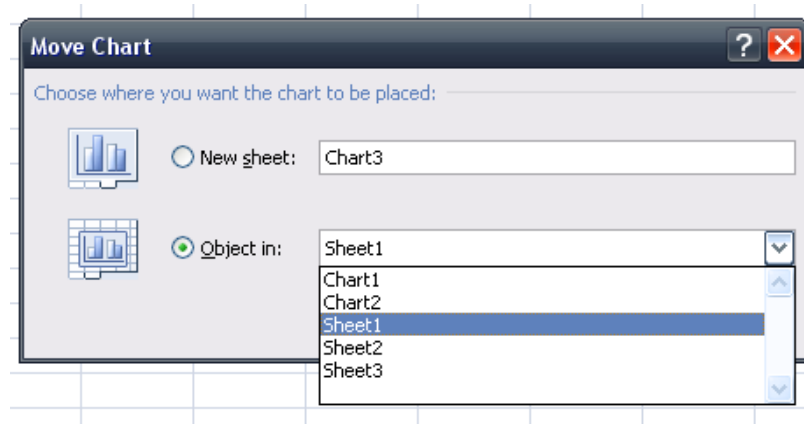 Move Chart
?
Choose where you want the chart to be placed:
New sheet: Chart3
Object in: Sheet1
Chart1
Chart2
Sheet1
Sheet2
Sheet3